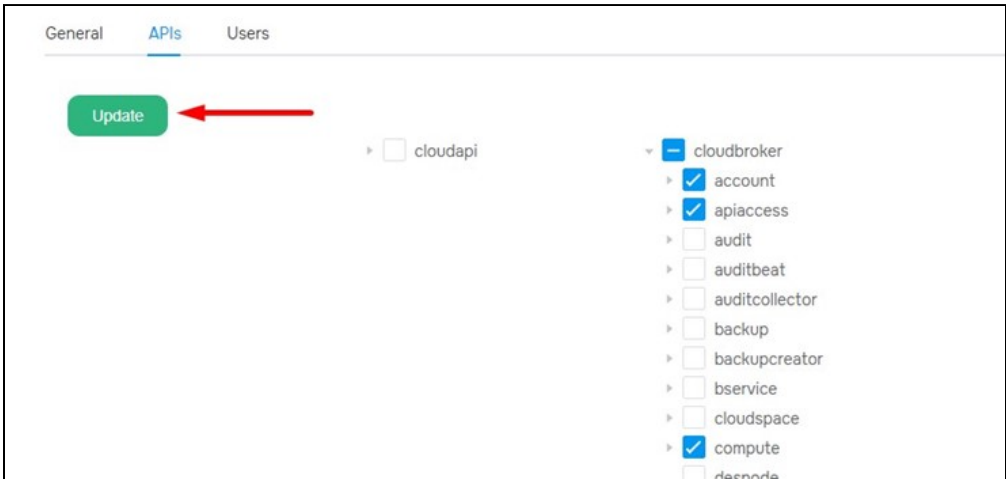 General APIs Users
Update
cloudapi
cloudbroker
account
apiaccess
audit
auditbeat
auditcollector
backup
backupcreator
bservice
cloudspace
compute